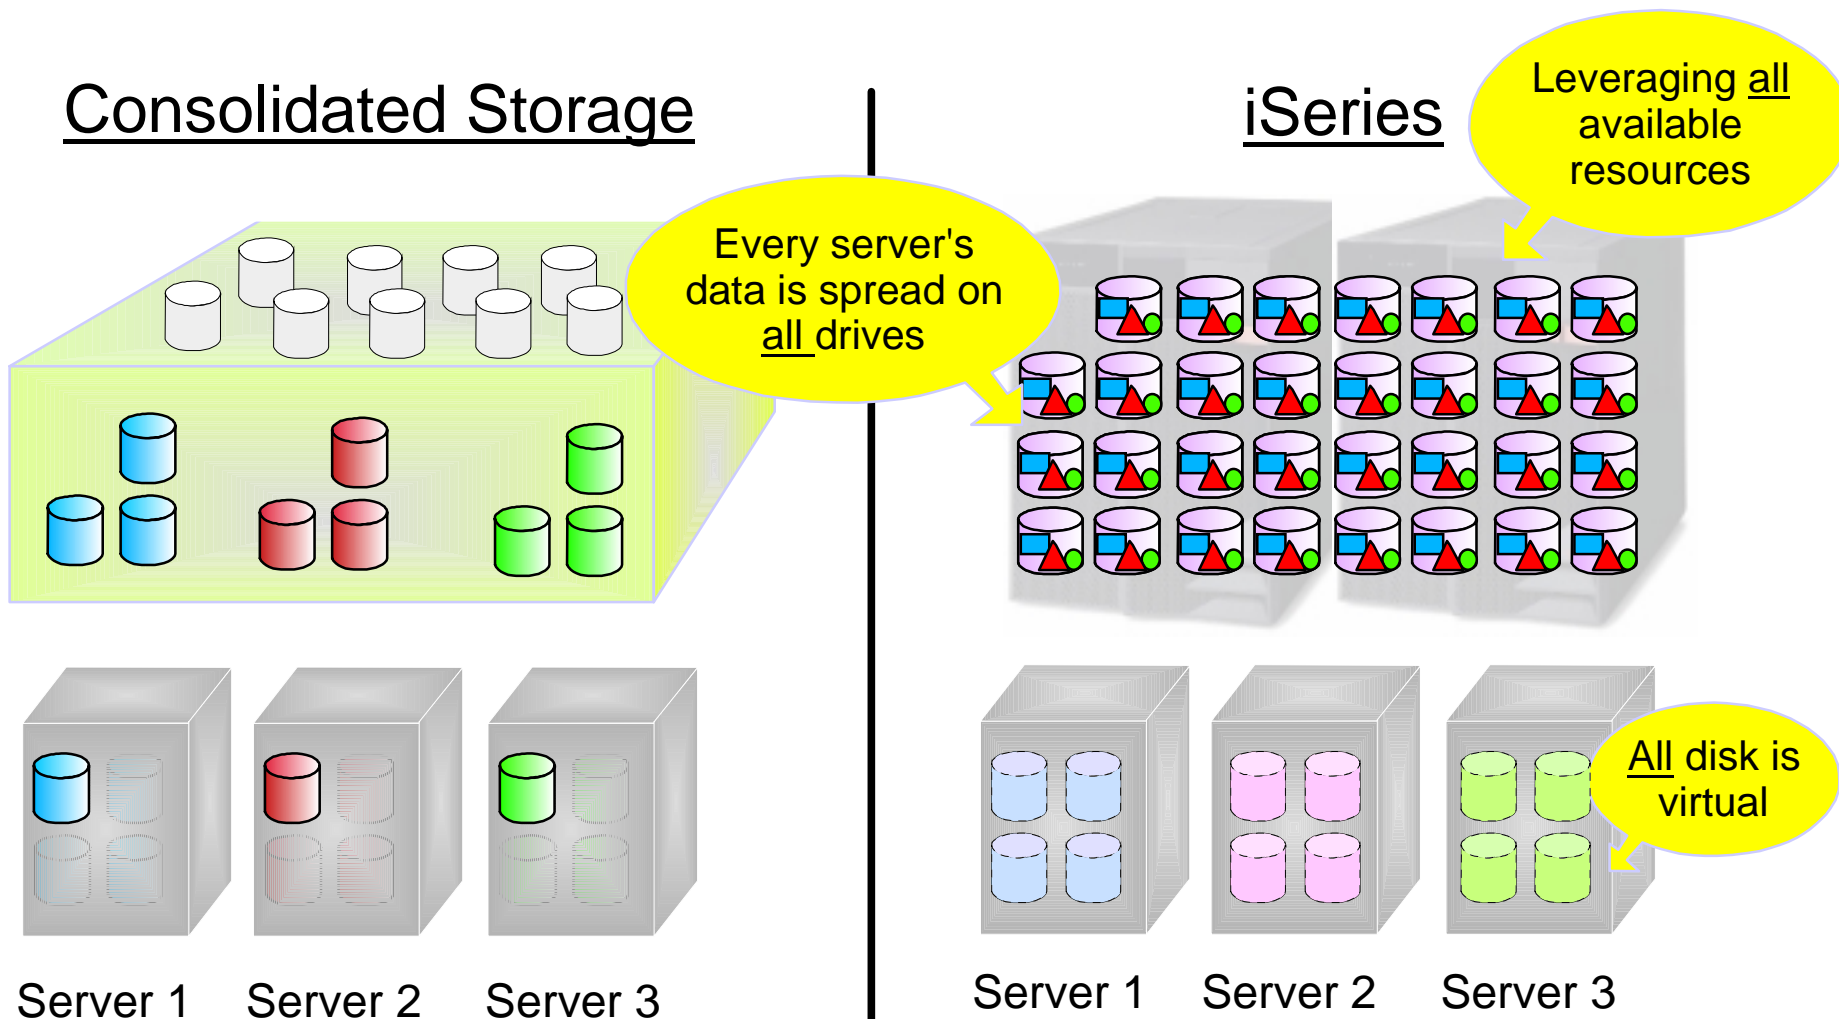 Consolidated Storage
iSeries
Leveraging all
available
resources
Every server's
data is spread on
all drives
All disk is
virtual
Server 1
Server 2
Server 3
Server 1
Server 2
Server 3